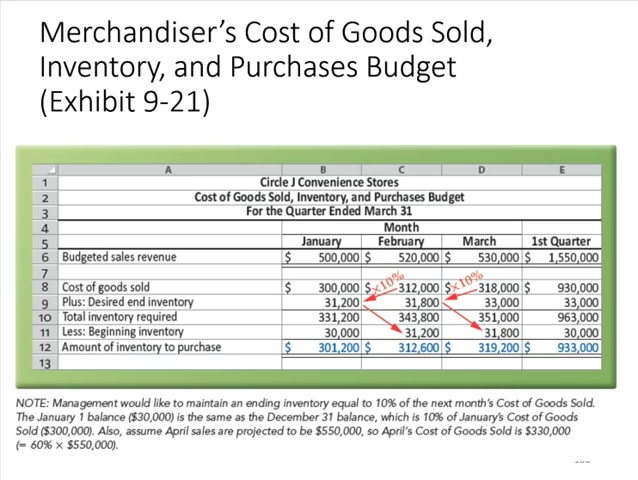 Merchandiser's Cost of Goods Sold,
Inventory, and Purchases Budget
(Exhibit 9-21)
A B C D E
1 Circle J Convenience Stores
2 Cost of Goods Sold, Inventory, and Purchases Budget
3 For the Quarter Ended March 31
4 Month
5 January February March 1st Quarter
6 Budgeted sales revenue $ 500,000 $ 520,000 $ 530,000 $ 1,550,000
7
8 Cost of goods sold $ 300,000 $ ×10% 312,000 $ ×10% 318,000 $ 930,000
9 Plus: Desired end inventory 31,200 31,800 33,000 33,000
10 Total inventory required 331,200 343,800 351,000 963,000
11 Less: Beginning inventory 30,000 31,200 31,800 30,000
12 Amount of inventory to purchase $ 301,200 $ 312,600 $ 319,200 $ 933,000
13
NOTE: Management would like to maintain an ending inventory equal to 10% of the next month's Cost of Goods Sold.
The January 1 balance ($30,000) is the same as the December 31 balance, which is 10% of January's Cost of Goods
Sold ($300,000). Also, assume April sales are projected to be $550,000, so April's Cost of Goods Sold is $330,000
(= 60% × $550,000).